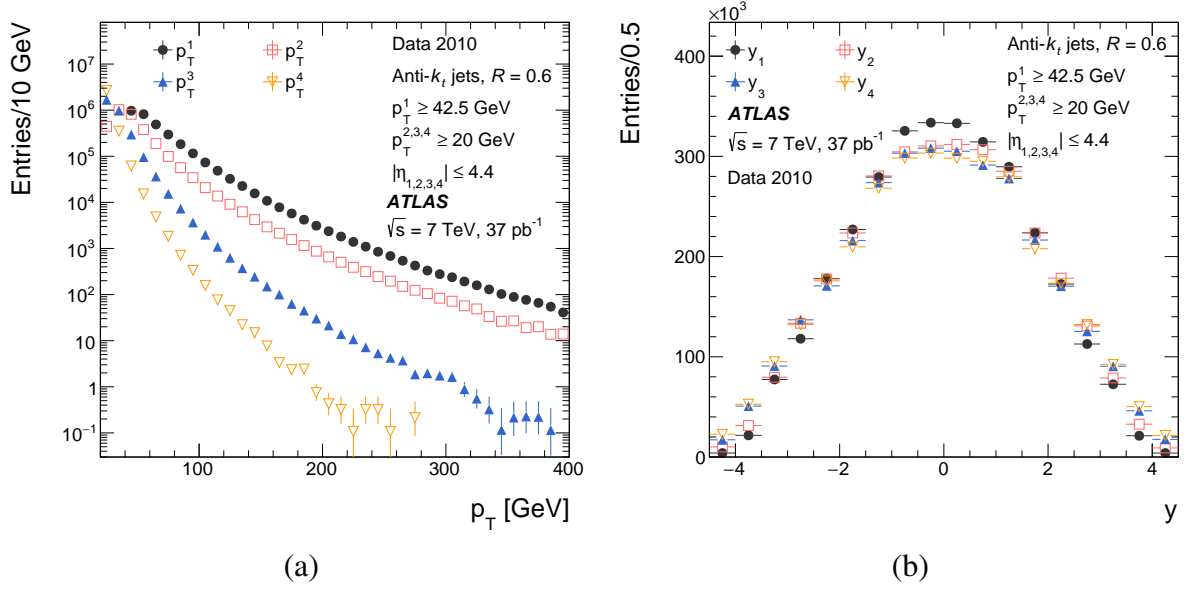 Entries/10 GeV
10^7
10^6
10^5
10^4
10^3
10^2
10
1
10^−1
p_T^1
p_T^2
p_T^3
p_T^4
Data 2010
Anti-k_t jets, R = 0.6
p_T^1 ≥ 42.5 GeV
p_T^{2,3,4} ≥ 20 GeV
|η_{1,2,3,4}| ≤ 4.4
ATLAS
√s = 7 TeV, 37 pb^{-1}
100 200 300 400
p_T [GeV]
(a)
×10^3
Entries/0.5
400
300
200
100
0
y_1
y_2
y_3
y_4
ATLAS
√s = 7 TeV, 37 pb^{-1}
Data 2010
Anti-k_t jets, R = 0.6
p_T^1 ≥ 42.5 GeV
p_T^{2,3,4} ≥ 20 GeV
|η_{1,2,3,4}| ≤ 4.4
−4 −2 0 2 4
y
(b)